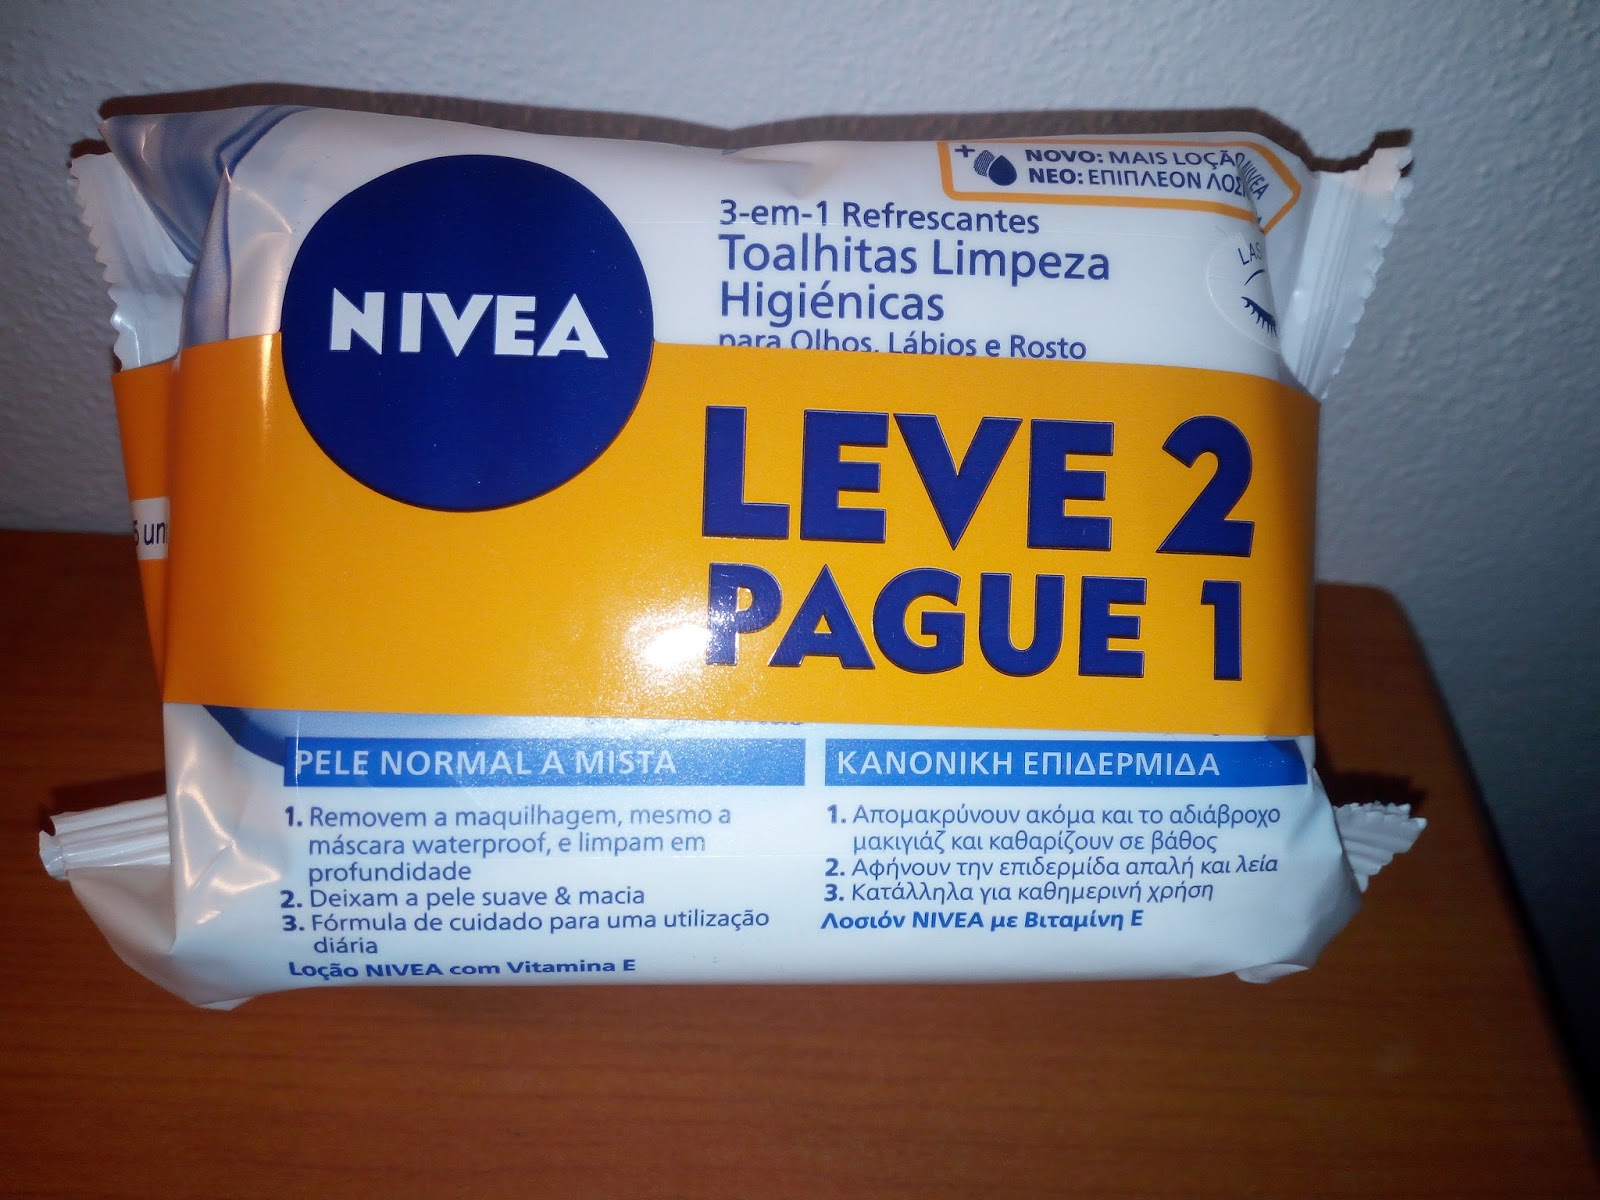 NOVO: MAIS LOÇÃO NIVEA
ΝΕΟ: ΕΠΙΠΛΕΟΝ
3-em-1 Refrescantes
Toalhitas Limpeza
Higiénicas
para Olhos, Lábios e Rosto
NIVEA
LEVE 2
PAGUE 1
PELE NORMAL A MISTA
1. Removem a maquilhagem, mesmo a
máscara waterproof, e limpam em
profundidade
2. Deixam a pele suave & macia
3. Fórmula de cuidado para uma utilização
diária
Loção NIVEA com Vitamina E
ΚΑΝΟΝΙΚΗ ΕΠΙΔΕΡΜΙΔΑ
1. Απομακρύνουν ακόμα και το αδιάβροχο
μακιγιάζ και καθαρίζουν σε βάθος
2. Αφήνουν την επιδερμίδα απαλή και λεία
3. Κατάλληλα για καθημερινή χρήση
Λοσιόν NIVEA με Βιταμίνη Ε